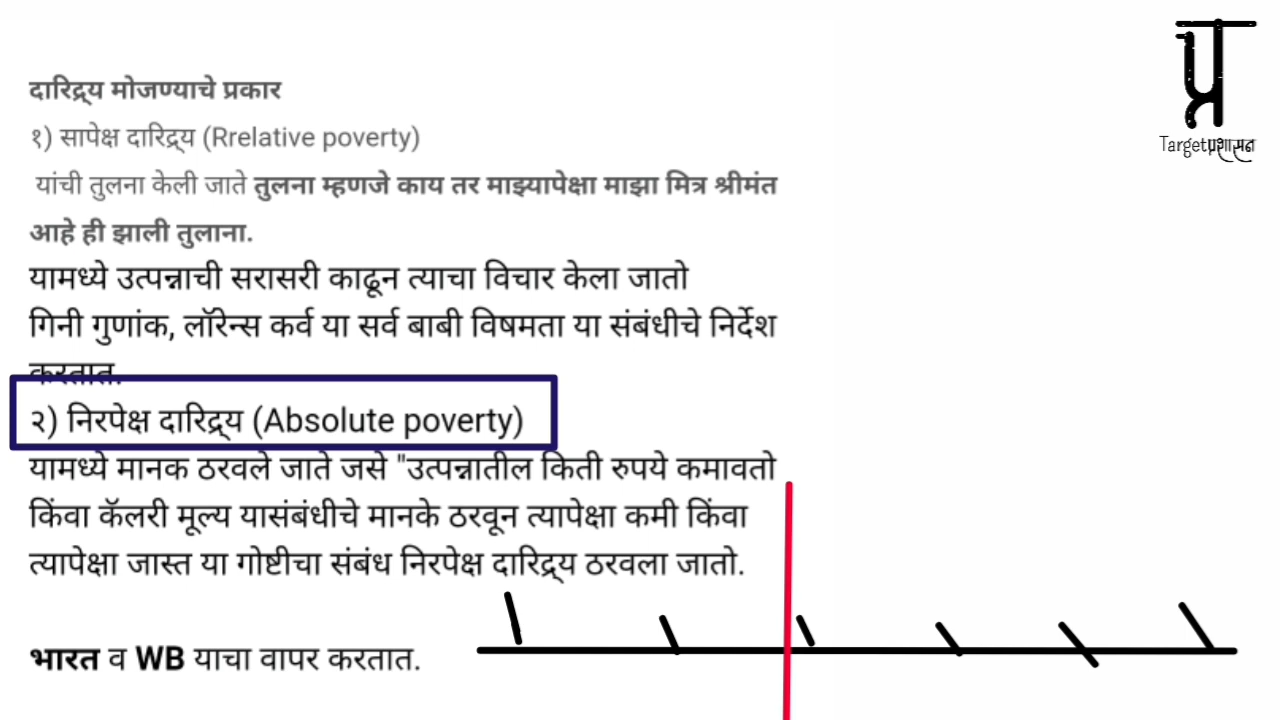 दारिद्र्य मोजण्याचे प्रकार
१) सापेक्ष दारिद्र्य (Rrelative poverty)
यांची तुलना केली जाते तुलना म्हणजे काय तर माझ्यापेक्षा माझा मित्र श्रीमंत
आहे ही झाली तुलाना.
यामध्ये उत्पन्नाची सरासरी काढून त्याचा विचार केला जातो
गिनी गुणांक, लॉरेन्स कर्व या सर्व बाबी विषमता या संबंधीचे निर्देश
करतात.
२) निरपेक्ष दारिद्र्य (Absolute poverty)
यामध्ये मानक ठरवले जाते जसे "उत्पन्नातील किती रुपये कमावतो
किंवा कॅलरी मूल्य यासंबंधीचे मानके ठरवून त्यापेक्षा कमी किंवा
त्यापेक्षा जास्त या गोष्टीचा संबंध निरपेक्ष दारिद्र्य ठरवला जातो.
भारत व WB याचा वापर करतात.
प्र
Targetप्रशासन